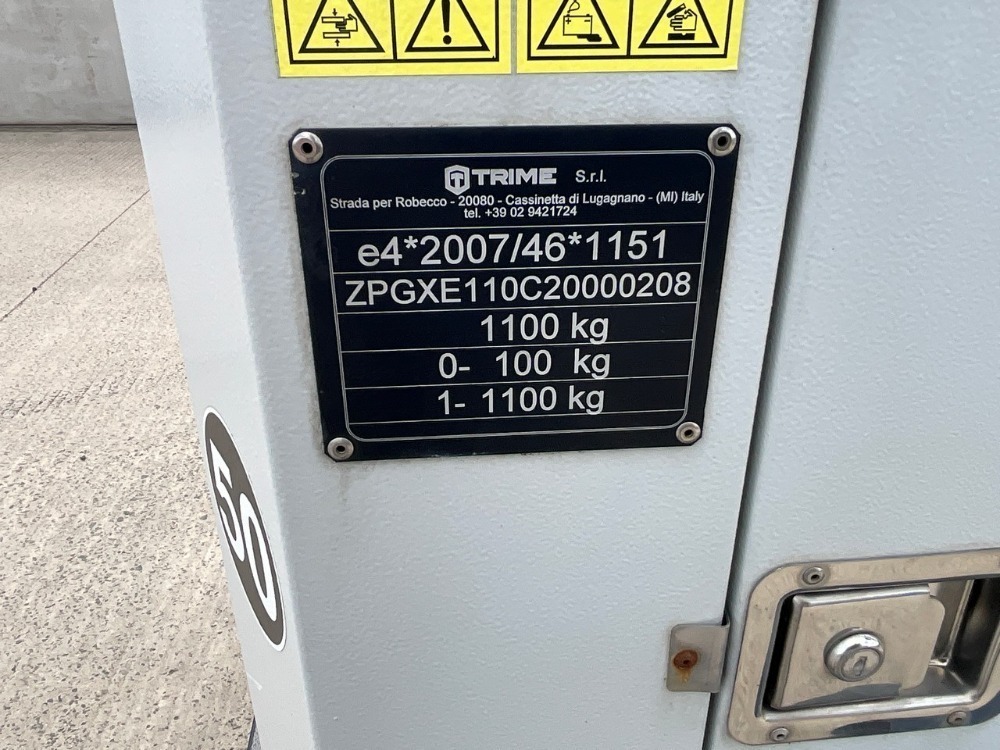 TRIME S.r.l.
Strada per Robecco - 20080 - Cassinetta di Lugagnano - (MI) Italy
tel. +39 02 9421724
e4*2007/46*1151
ZPGXE110C20000208
1100 kg
0- 100 kg
1- 1100 kg
50